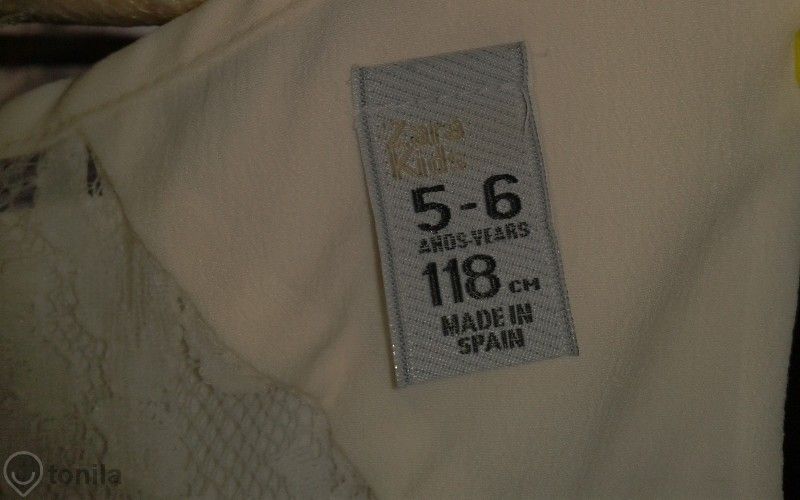 Zara
Kids
5-6
AÑOS-YEARS
118 CM
MADE IN
SPAIN
tonila